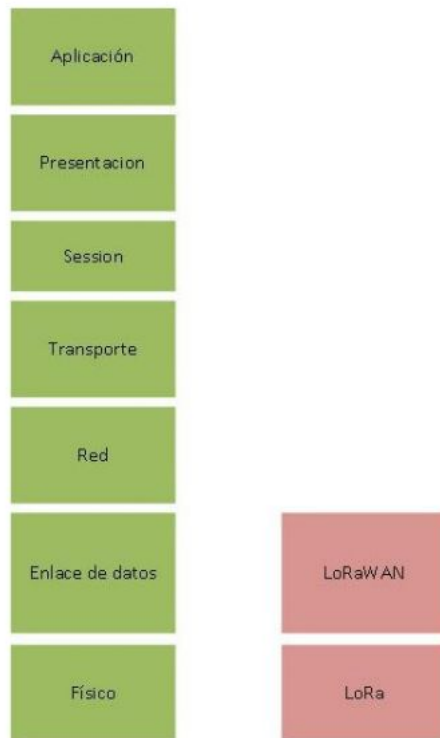 Aplicación
Presentacion
Session
Transporte
Red
Enlace de datos
LoRaWAN
Físico
LoRa